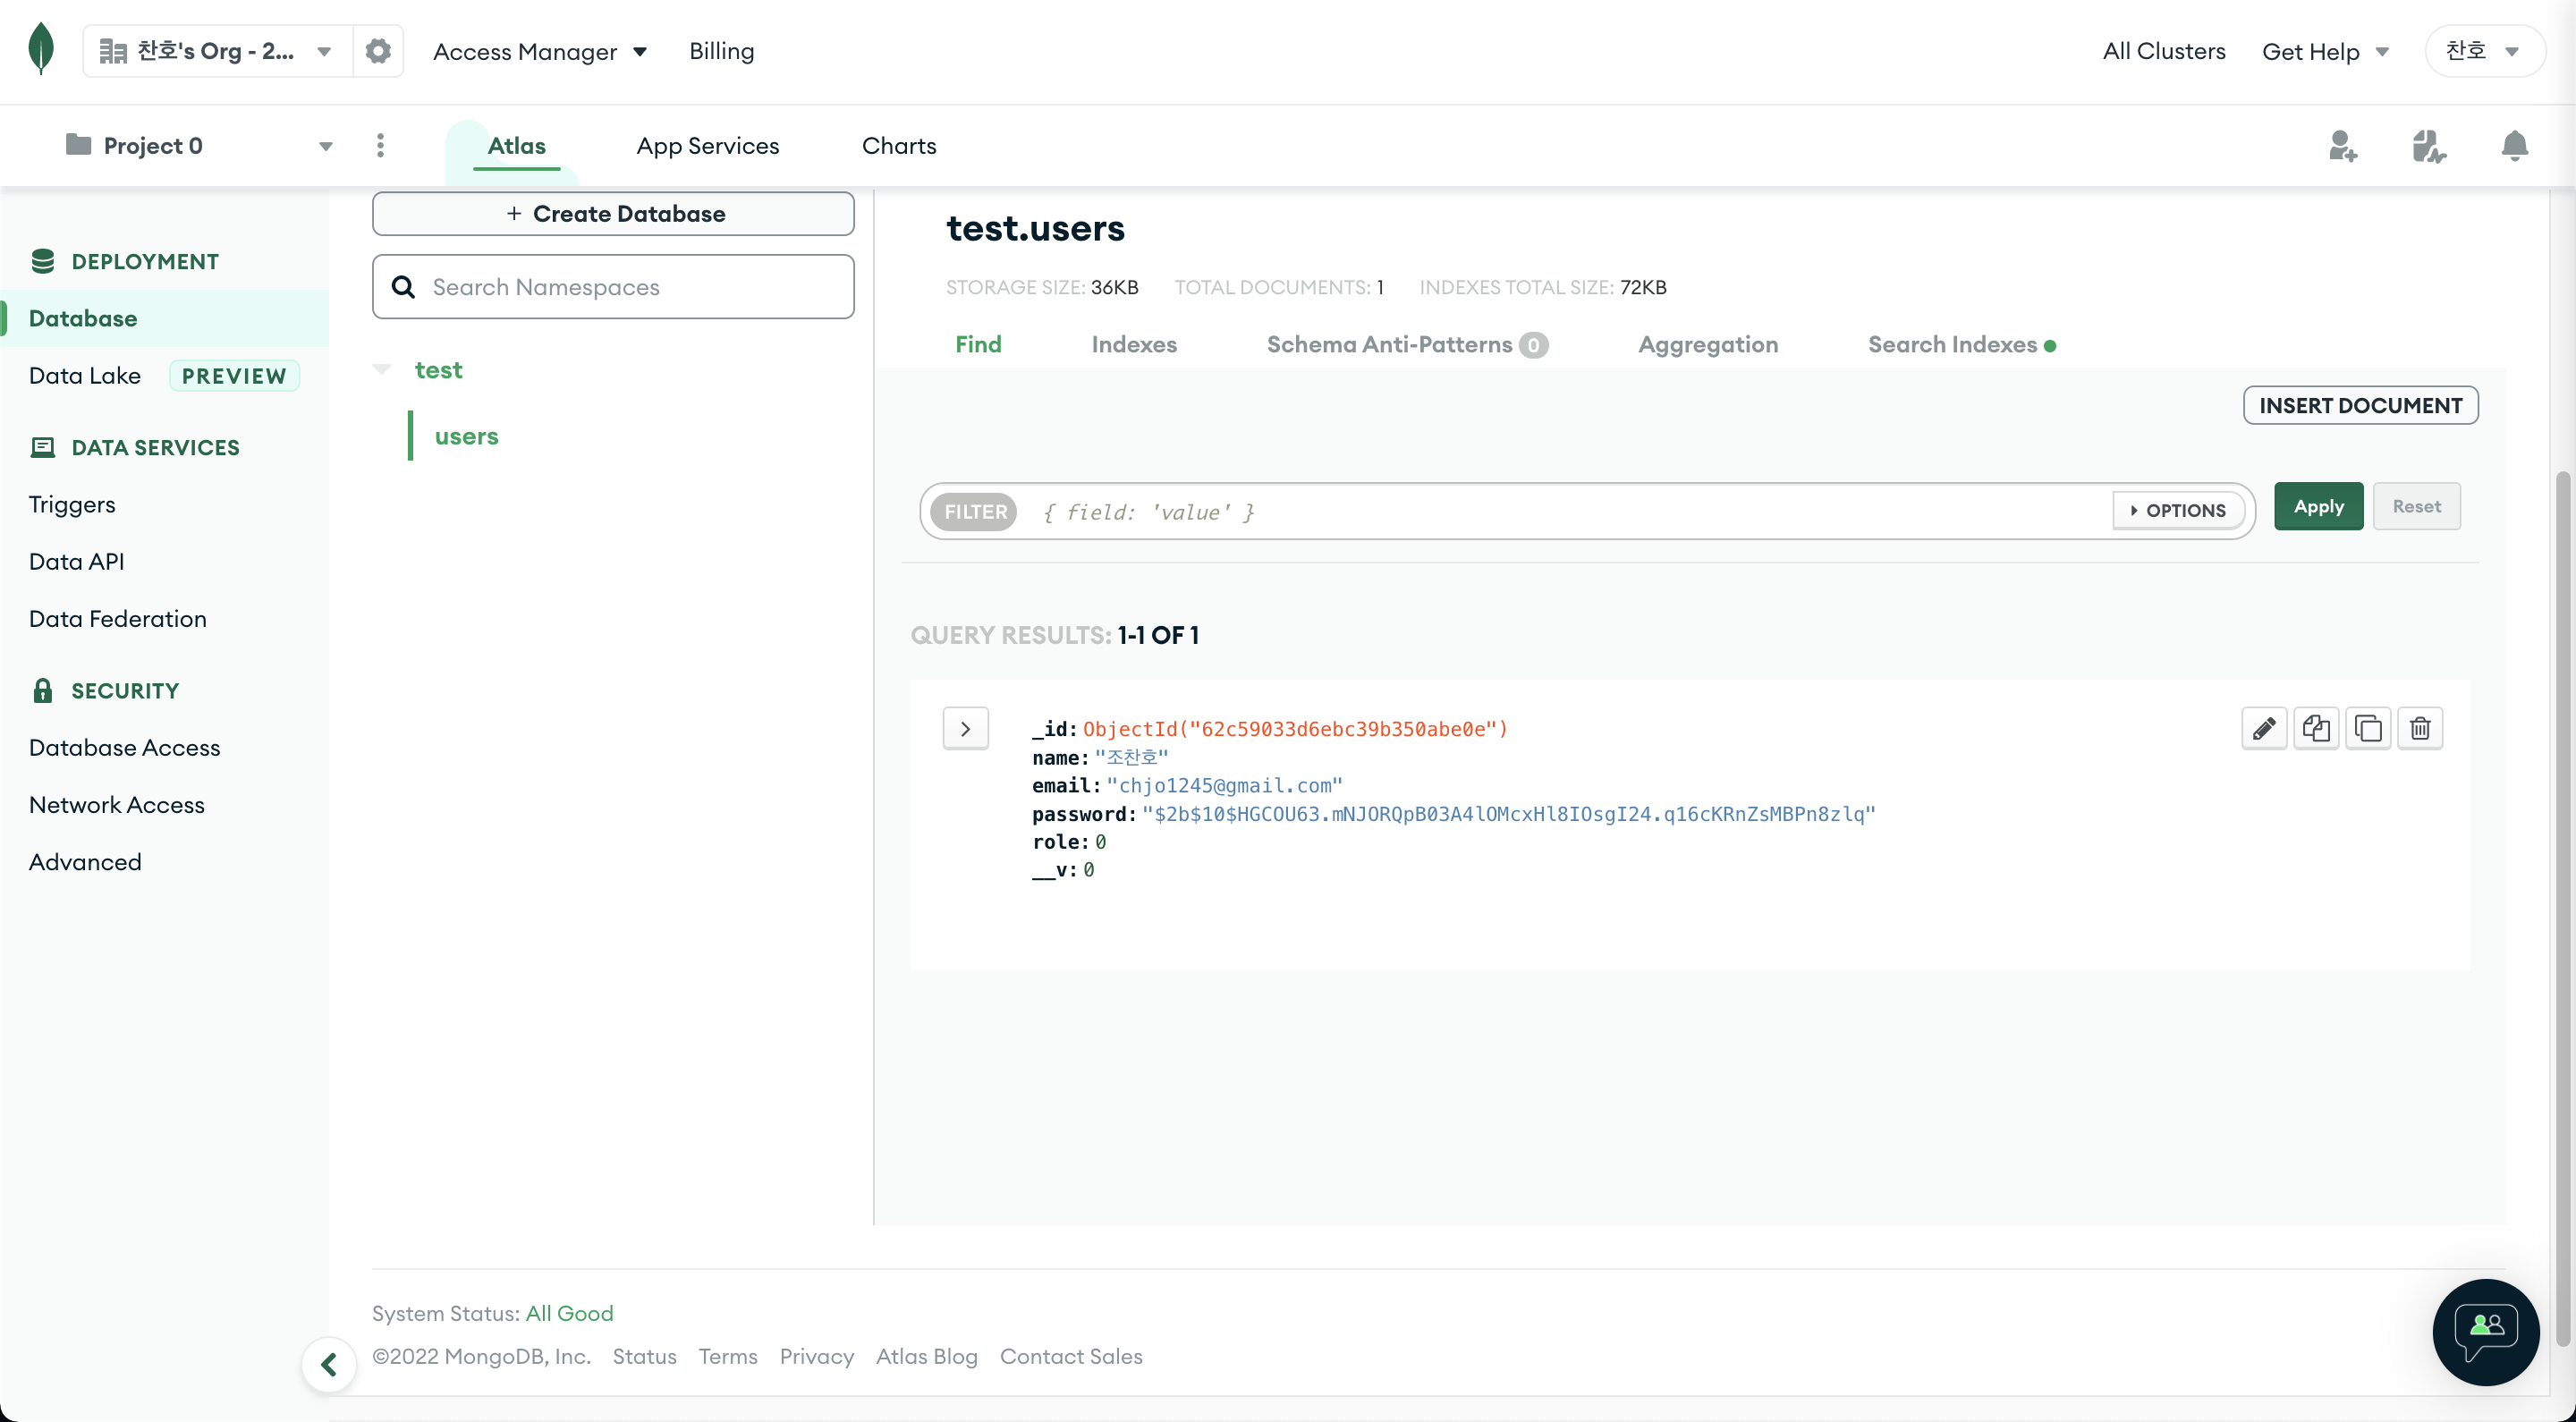 찬호's Org - 2...
Access Manager
Billing
All Clusters
Get Help
찬호
Project 0
Atlas
App Services
Charts
DEPLOYMENT
Database
Data Lake PREVIEW
DATA SERVICES
Triggers
Data API
Data Federation
SECURITY
Database Access
Network Access
Advanced
+ Create Database
Search Namespaces
test
users
test.users
STORAGE SIZE: 36KB TOTAL DOCUMENTS: 1 INDEXES TOTAL SIZE: 72KB
Find Indexes Schema Anti-Patterns 0 Aggregation Search Indexes
INSERT DOCUMENT
FILTER { field: 'value' } OPTIONS Apply Reset
QUERY RESULTS: 1-1 OF 1
_id: ObjectId("62c59033d6ebc39b350abe0e")
name: "조찬호"
email: "chjo1245@gmail.com"
password: "$2b$10$HGCOU63.mNJORQpB03A4lOMcxHl8IOsgI24.q16cKRnZsMBPn8zlq"
role: 0
__v: 0
System Status: All Good
©2022 MongoDB, Inc. Status Terms Privacy Atlas Blog Contact Sales